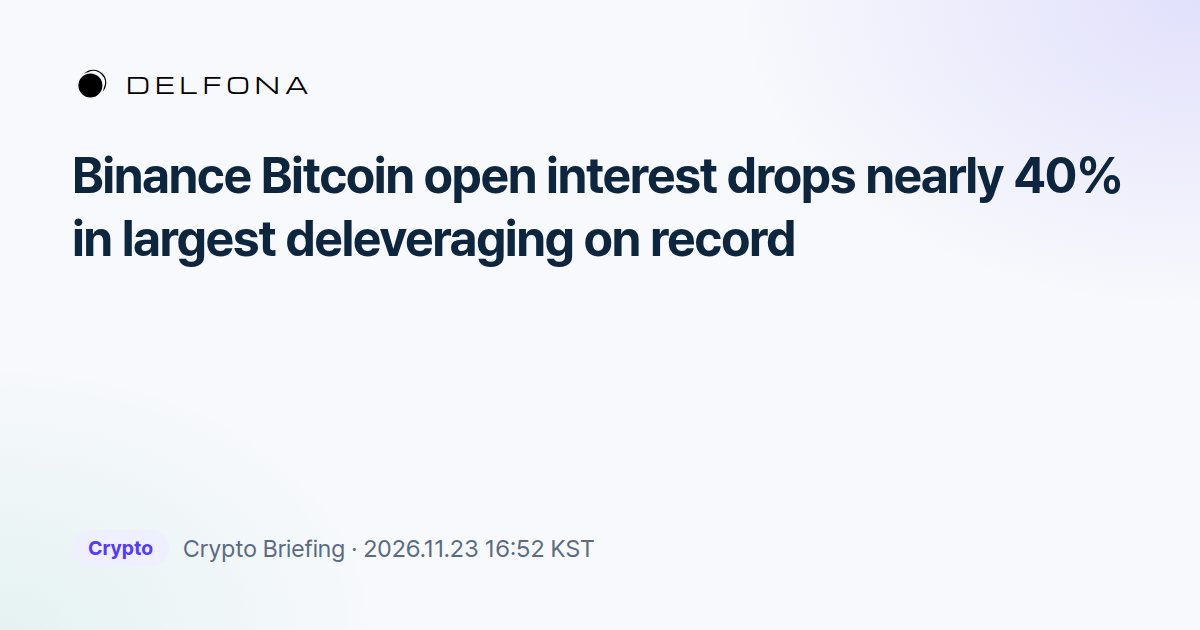 DELFONA
Binance Bitcoin open interest drops nearly 40%
in largest deleveraging on record
Crypto Crypto Briefing · 2026.11.23 16:52 KST